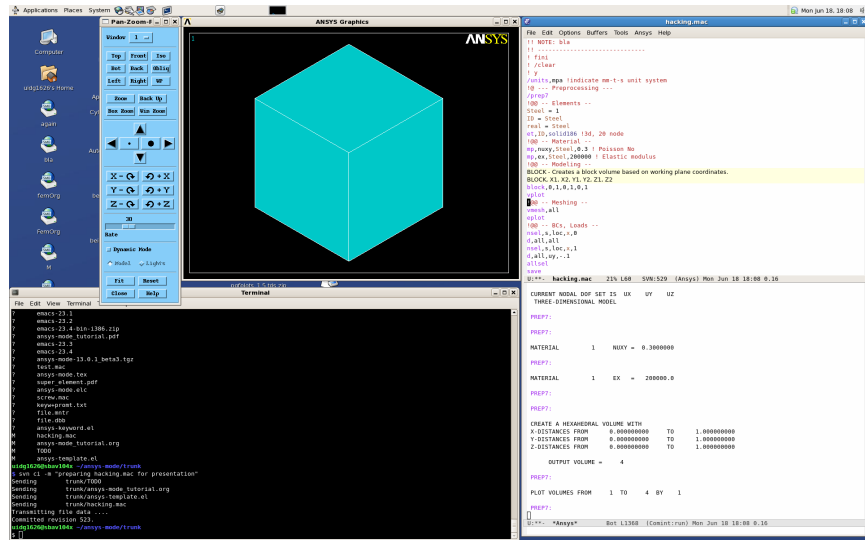 Applications Places System
Mon Jun 18, 18:08
Computer
uidg1626's Home
again
bla
femOrg
FemOrg
M
Pan-Zoom-R
Window 1
Top Front Iso
Bot Back Obliq
Left Right WP
Zoom Back Up
Box Zoom Win Zoom
X- +X
Y- +Y
Z- +Z
30
Rate
Dynamic Mode
Model Lights
Fit Reset
Close Help
ANSYS Graphics
1
ANSYS
hacking.mac
File Edit Options Buffers Tools Ansys Help
!! NOTE: bla
!! ------------------------------
! fini
! /clear
! y
/units,mpa !indicate mm-t-s unit system
!@ --- Preprocessing ---
/prep7
!@@ -- Elements --
Steel = 1
ID = Steel
real = Steel
et,ID,solid186 !3d, 20 node
!@@ -- Material --
mp,nuxy,Steel,0.3 ! Poisson No
mp,ex,Steel,200000 ! Elastic modulus
!@@ -- Modeling --
BLOCK - Creates a block volume based on working plane coordinates.
BLOCK, X1, X2, Y1, Y2, Z1, Z2
block,0,1,0,1,0,1
vplot
!@@ -- Meshing --
vmesh,all
eplot
!@@ -- BCs, Loads --
nsel,s,loc,x,0
d,all,all
nsel,s,loc,x,1
d,all,uy,-.1
allsel
save
U:**- hacking.mac 21% L60 SVN:529 (Ansys) Mon Jun 18 18:08 0.16
CURRENT NODAL DOF SET IS UX UY UZ
THREE-DIMENSIONAL MODEL
PREP7:
PREP7:
MATERIAL 1 NUXY = 0.3000000
PREP7:
MATERIAL 1 EX = 200000.0
PREP7:
PREP7:
CREATE A HEXAHEDRAL VOLUME WITH
X-DISTANCES FROM 0.000000000 TO 1.000000000
Y-DISTANCES FROM 0.000000000 TO 1.000000000
Z-DISTANCES FROM 0.000000000 TO 1.000000000
OUTPUT VOLUME = 4
PREP7:
PLOT VOLUMES FROM 1 TO 4 BY 1
PREP7:
U:**- *Ansys* Bot L1368 (Comint:run) Mon Jun 18 18:08 0.16
Terminal
File Edit View Terminal
? emacs-23.1
? emacs-23.2
? emacs-23.4-bin-i386.zip
? ansys-mode_tutorial.pdf
? emacs-23.3
? emacs-23.4
? ansys-mode-13.0.1_beta3.tgz
? test.mac
? ansys-mode.tex
? super_element.pdf
? ansys-mode.elc
? screw.mac
? keyw+promt.txt
? file.mntr
? file.dbb
? ansys-keyword.el
M hacking.mac
M ansys-mode_tutorial.org
M TODO
M ansys-template.el
uidg1626@sbav104x ~/ansys-mode/trunk
$ svn ci -m "preparing hacking.mac for presentation"
Sending trunk/TODO
Sending trunk/ansys-mode_tutorial.org
Sending trunk/ansys-template.el
Sending trunk/hacking.mac
Transmitting file data ....
Committed revision 523.
uidg1626@sbav104x ~/ansys-mode/trunk
$